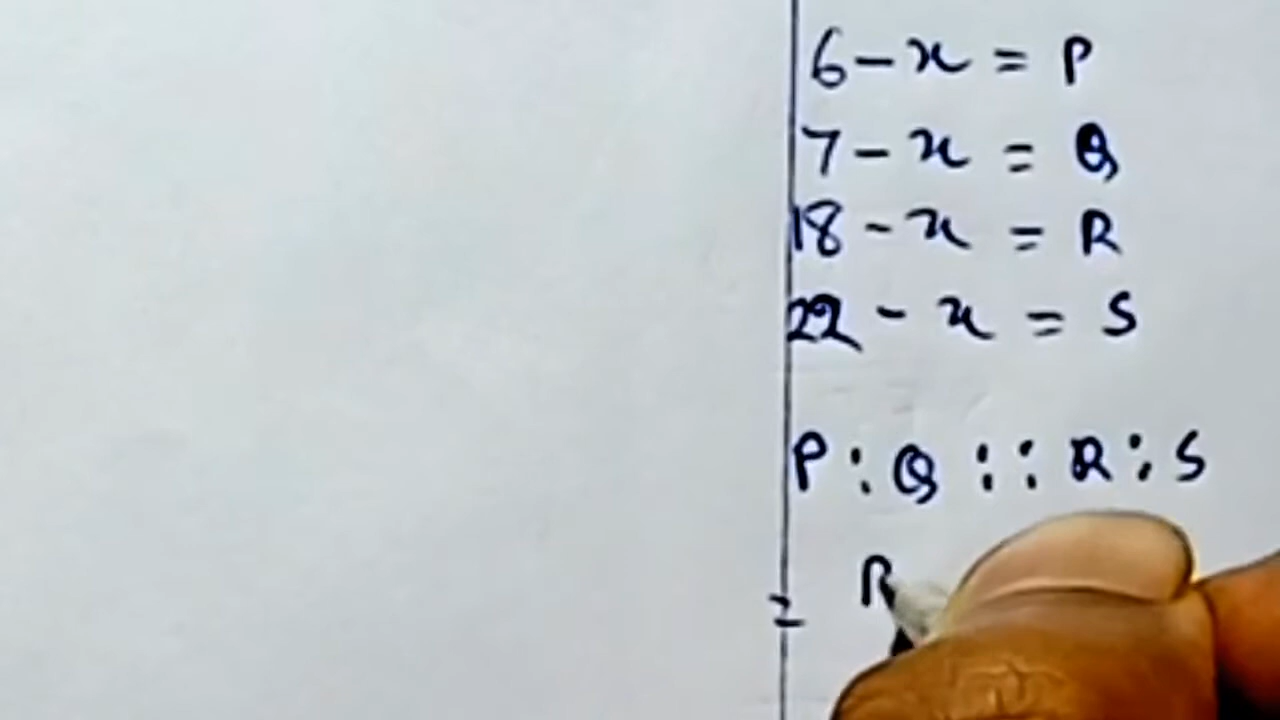 6 - x = P
7 - x = Q
18 - x = R
22 - x = S
P : Q :: R : S
=